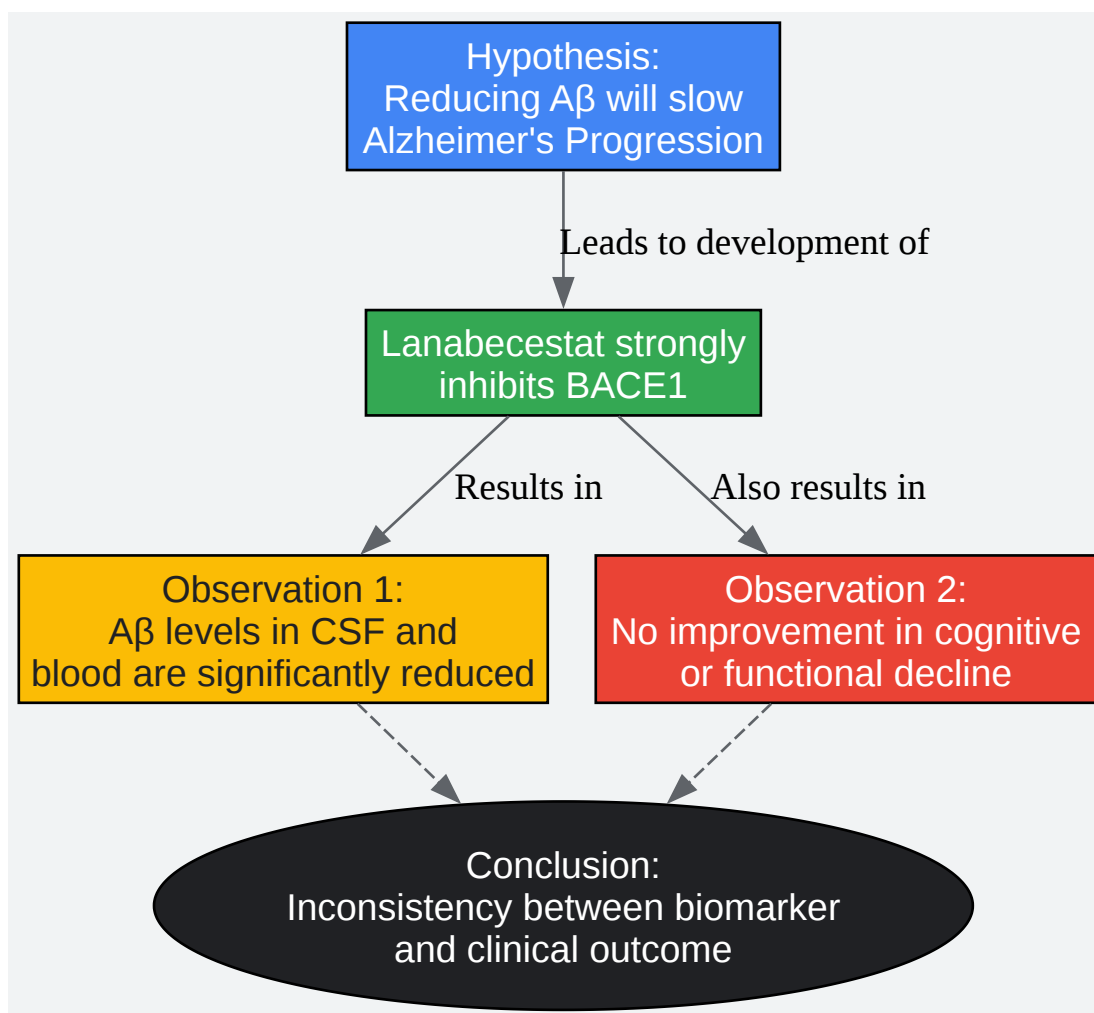 Hypothesis:
Reducing Aβ will slow
Alzheimer's Progression
Leads to development of
Lanabecestat strongly
inhibits BACE1
Results in
Also results in
Observation 1:
Aβ levels in CSF and
blood are significantly reduced
Observation 2:
No improvement in cognitive
or functional decline
Conclusion:
Inconsistency between biomarker
and clinical outcome